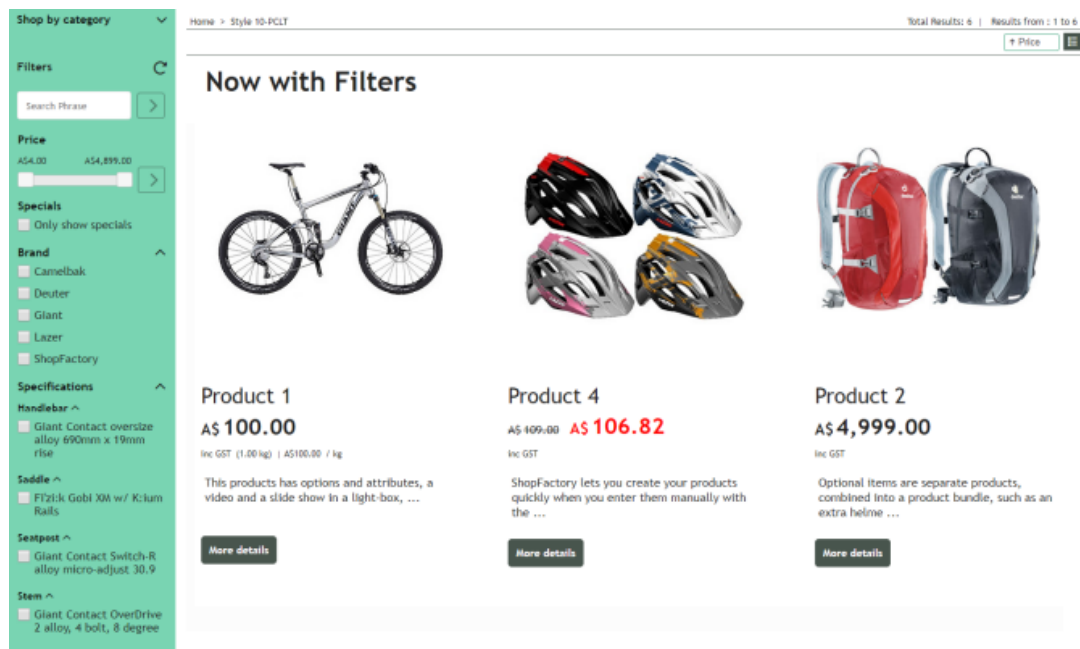 Shop by category
Filters
Search Phrase
Price
A$4.00 A$4,899.00
Specials
Only show specials
Brand
Camelbak
Deuter
Giant
Lazer
ShopFactory
Specifications
Handlebar
Giant Contact oversize
alloy 690mm x 19mm
rise
Saddle
Fi'zi:k Gobi XM w/ K:ium
Rails
Seatpost
Giant Contact Switch-R
alloy micro-adjust 30.9
Stem
Giant Contact OverDrive
2 alloy, 4 bolt, 8 degree
Home > Style 10-PCLT
Total Results: 6 | Results from : 1 to 6
↑ Price
Now with Filters
Product 1
A$ 100.00
Inc GST (1.00 kg) | A$100.00 / kg
This products has options and attributes, a
video and a slide show in a light-box, ...
More details
Product 4
A$ 109.00 A$ 106.82
Inc GST
ShopFactory lets you create your products
quickly when you enter them manually with
the ...
More details
Product 2
A$ 4,999.00
Inc GST
Optional items are separate products,
combined into a product bundle, such as an
extra helme ...
More details